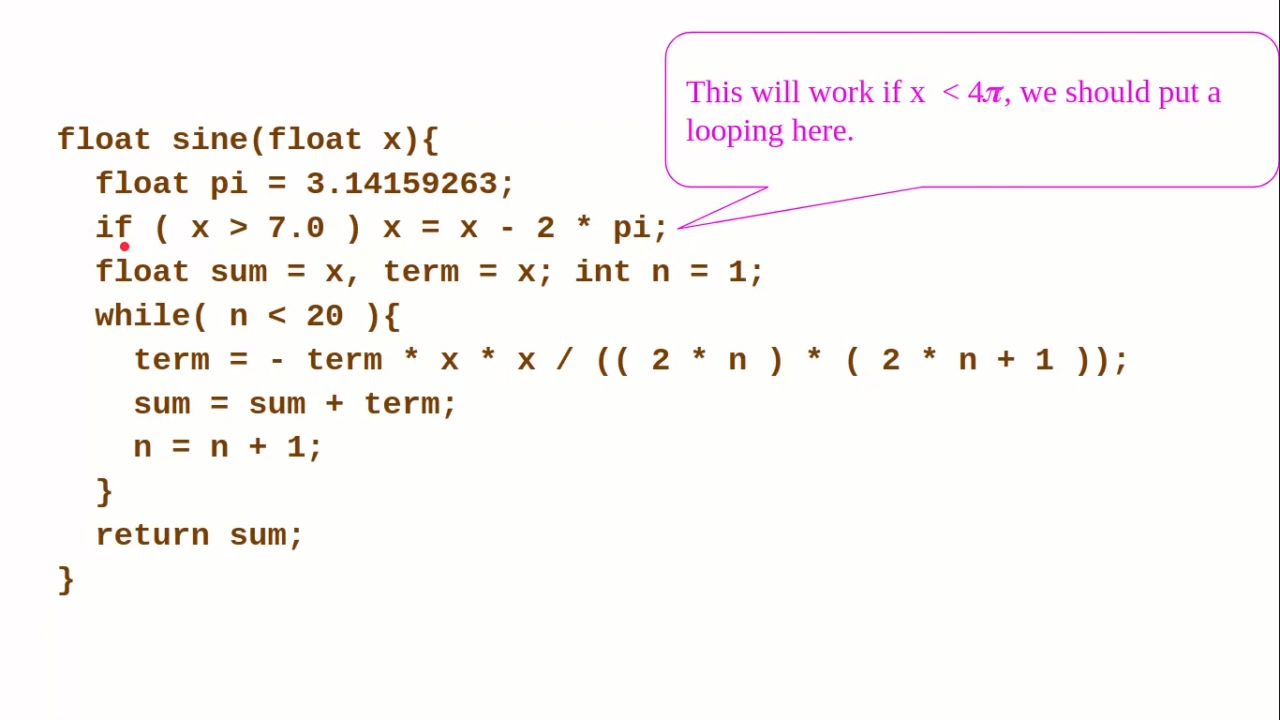 This will work if x < 4π, we should put a
looping here.
float sine(float x){
float pi = 3.14159263;
if ( x > 7.0 ) x = x - 2 * pi;
float sum = x, term = x; int n = 1;
while( n < 20 ){
term = - term * x * x / (( 2 * n ) * ( 2 * n + 1 ));
sum = sum + term;
n = n + 1;
}
return sum;
}